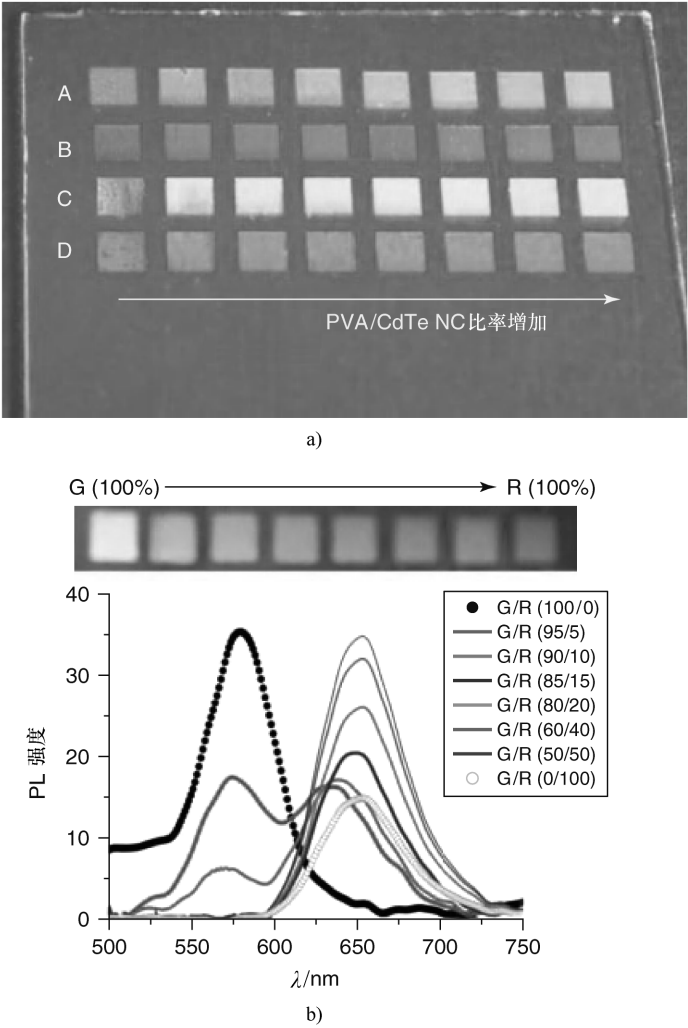 A
B
C
D
PVA/CdTe NC比率增加
a)
G (100%)
R (100%)
40
30
20
10
0
PL 强度
G/R (100/0)
G/R (95/5)
G/R (90/10)
G/R (85/15)
G/R (80/20)
G/R (60/40)
G/R (50/50)
G/R (0/100)
500
550
600
650
700
750
λ/nm
b)